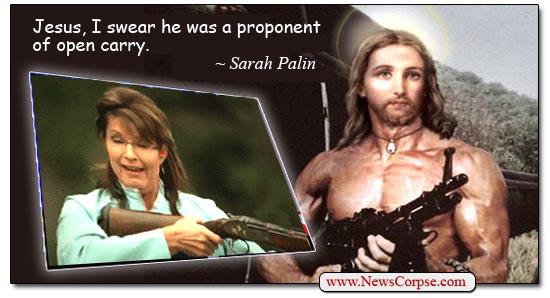 Jesus, I swear he was a proponent
of open carry.
~ Sarah Palin
www.NewsCorpse.com